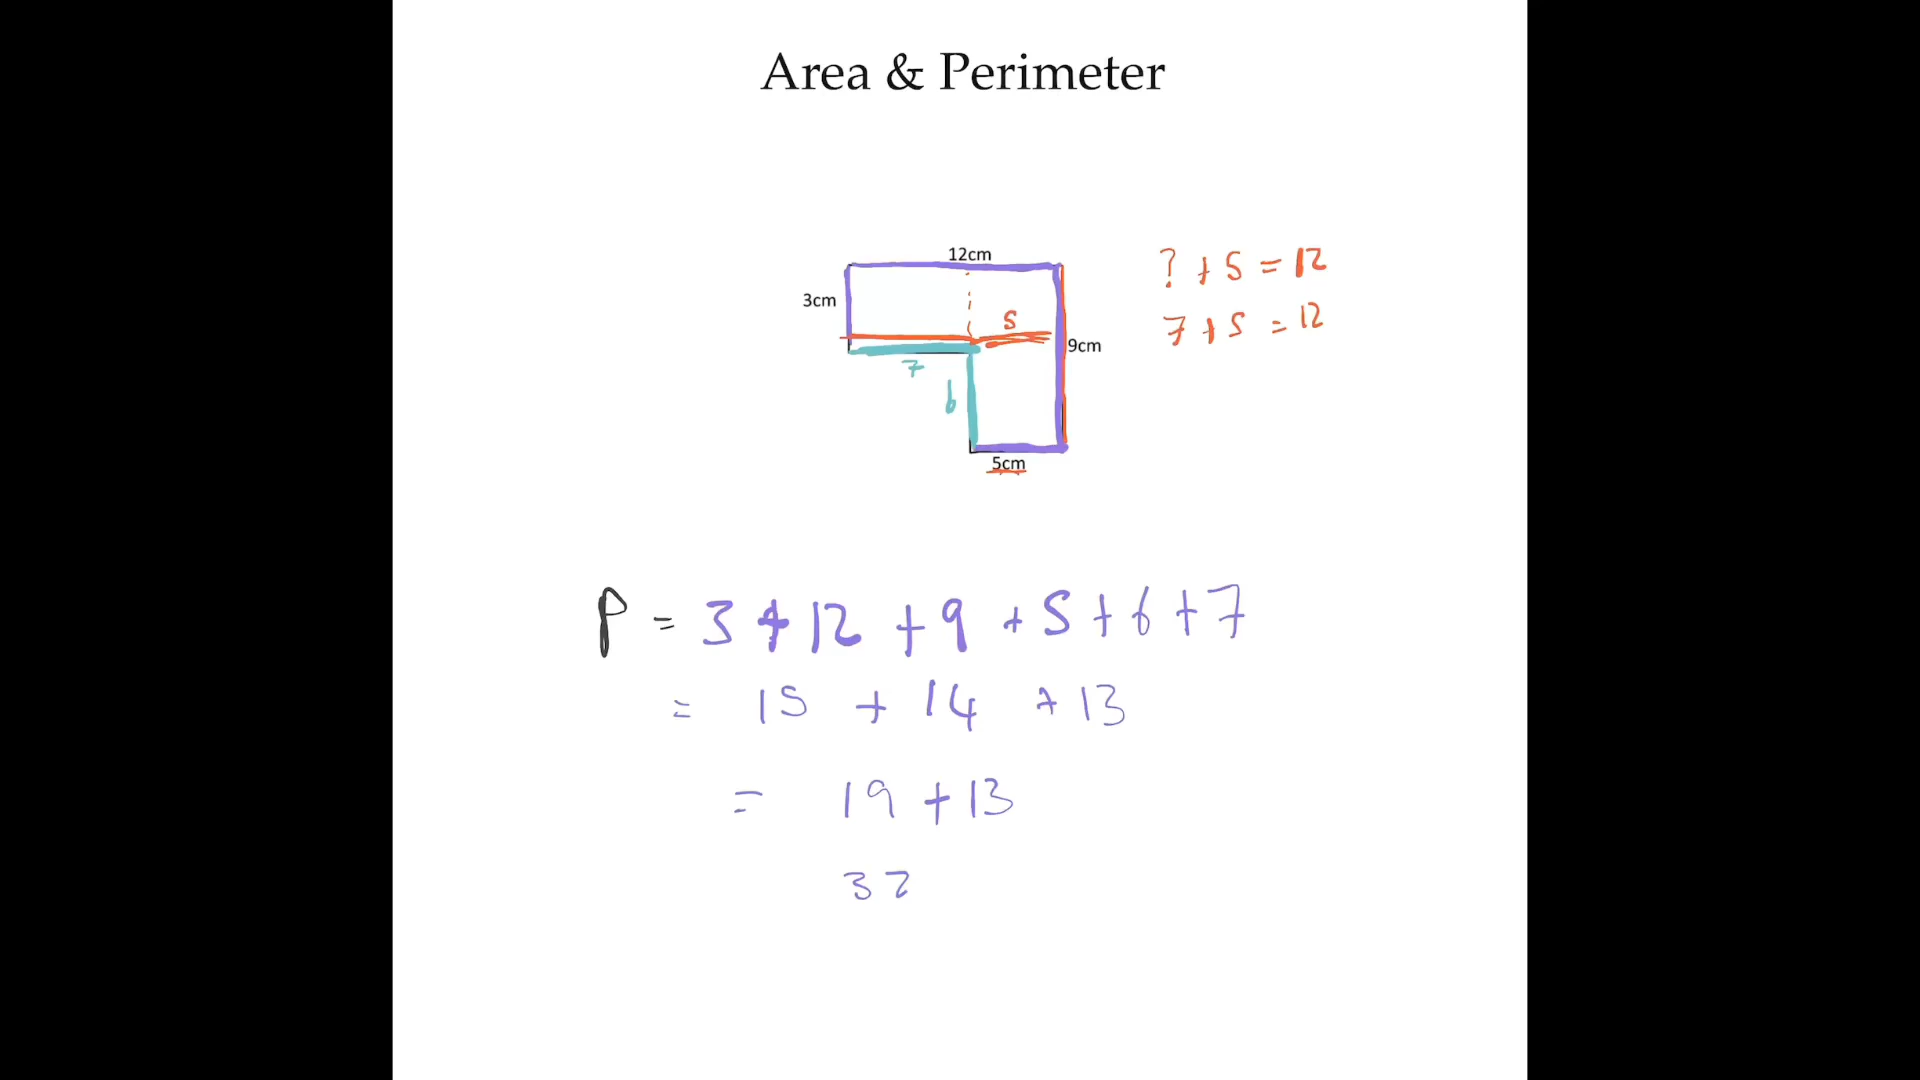 Area & Perimeter
12cm
? + 5 = 12
3cm
5
7 + 5 = 12
9cm
7
6
5cm
P = 3 + 12 + 9 + 5 + 6 + 7
= 15 + 14 + 13
= 19 + 13
32